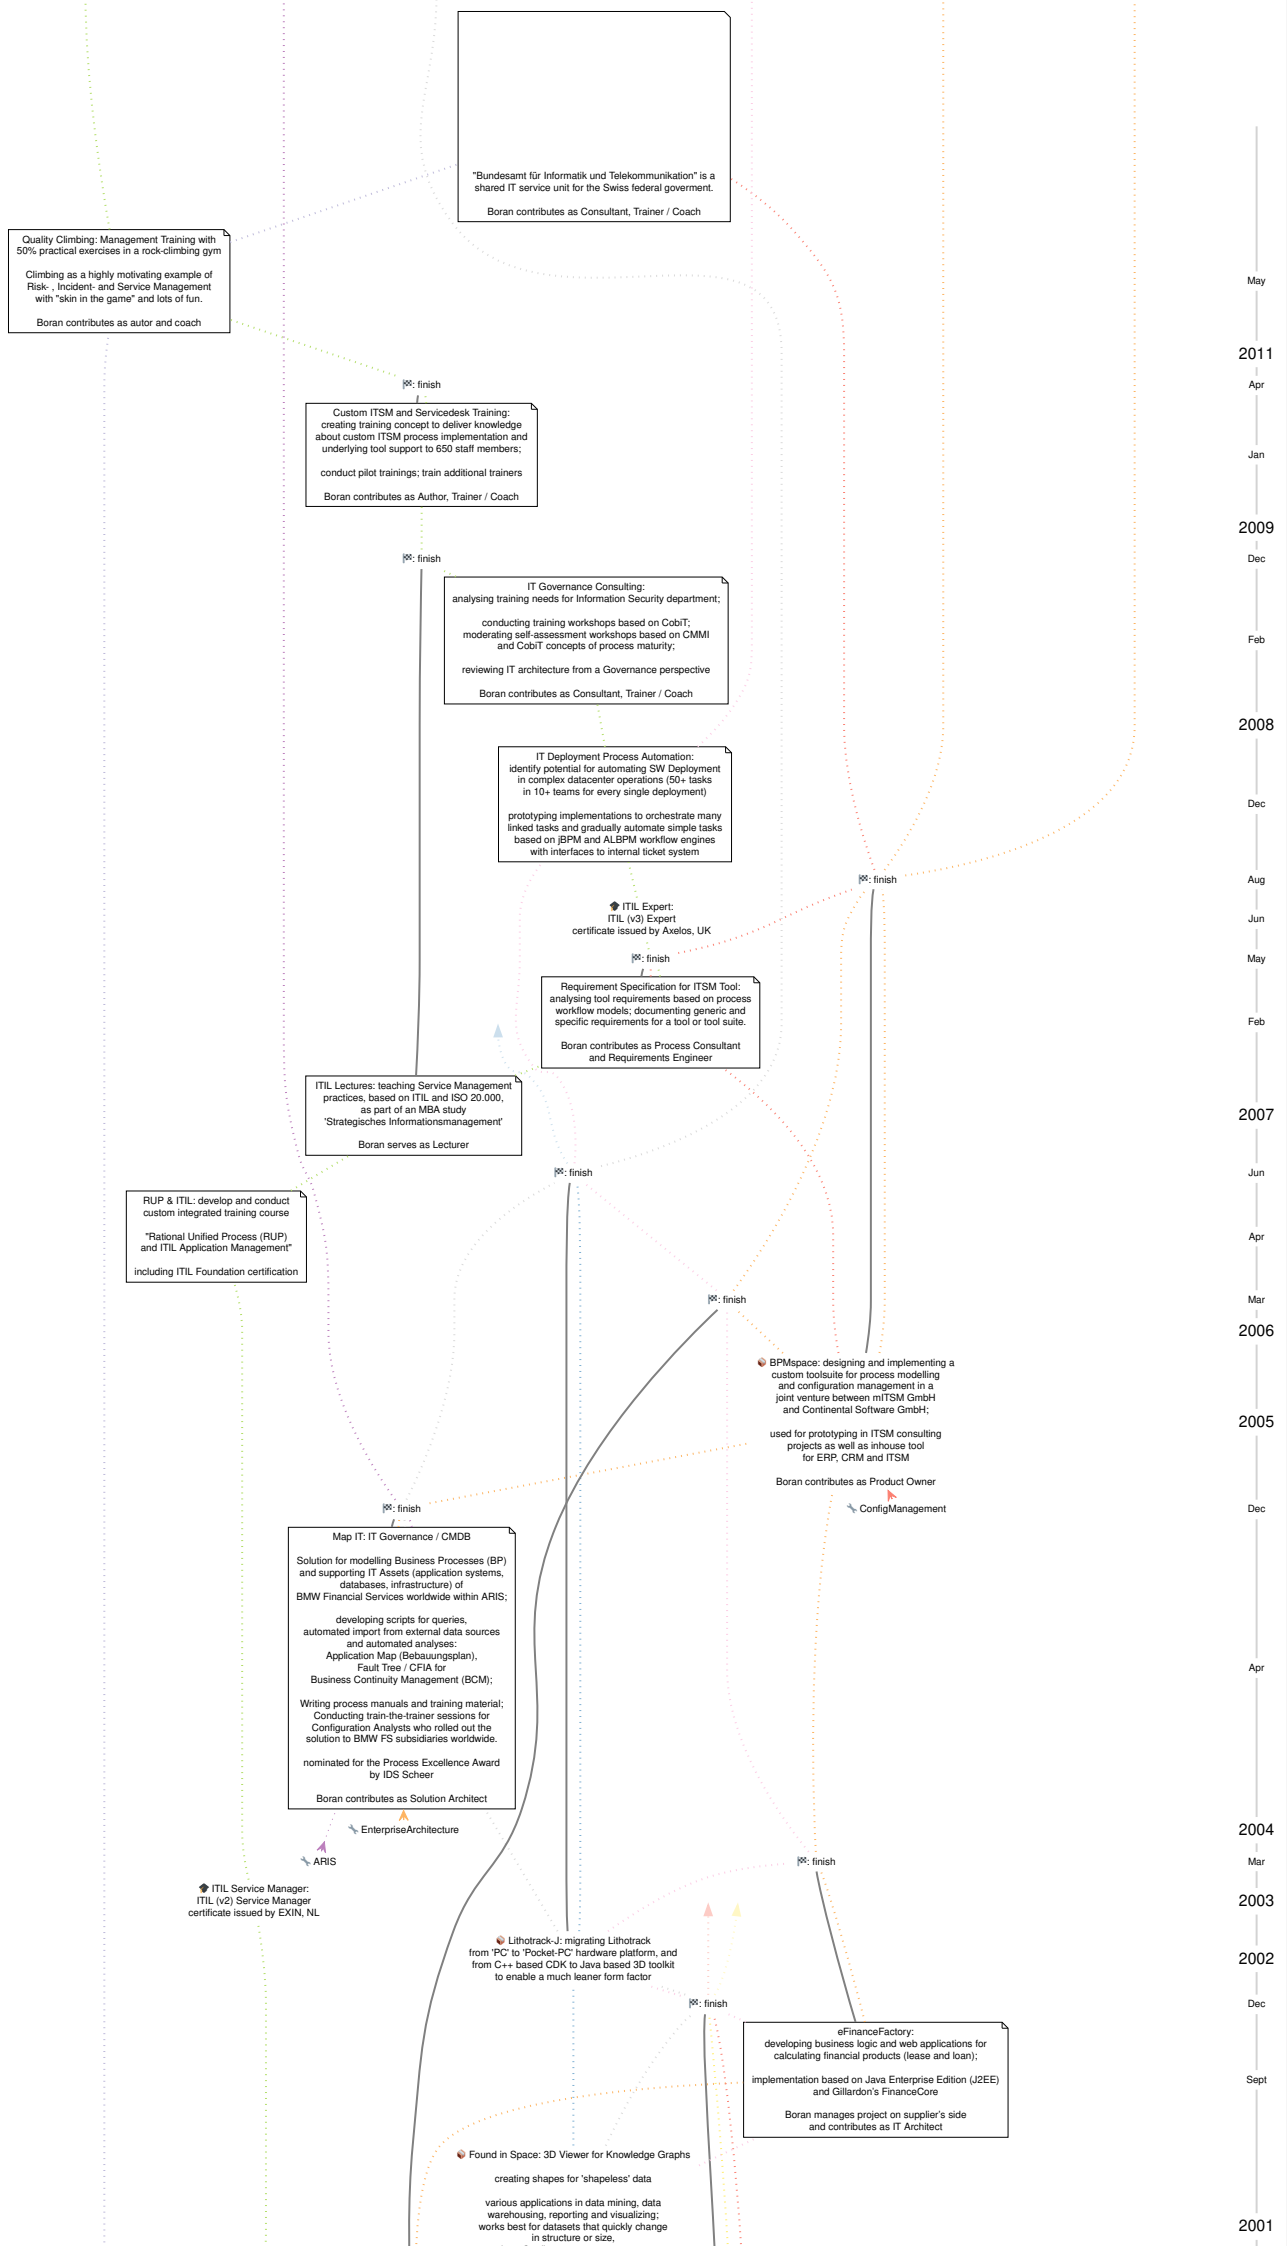 "Bundesamt für Informatik und Telekommunikation" is a
shared IT service unit for the Swiss federal goverment.
Boran contributes as Consultant, Trainer / Coach
Quality Climbing: Management Training with
50% practical exercises in a rock-climbing gym
Climbing as a highly motivating example of
Risk- , Incident- and Service Management
with "skin in the game" and lots of fun.
Boran contributes as autor and coach
May
2011
: finish
Apr
Custom ITSM and Servicedesk Training:
creating training concept to deliver knowledge
about custom ITSM process implementation and
underlying tool support to 650 staff members;
conduct pilot trainings; train additional trainers
Boran contributes as Author, Trainer / Coach
Jan
2009
: finish
Dec
IT Governance Consulting:
analysing training needs for Information Security department;
conducting training workshops based on CobiT;
moderating self-assessment workshops based on CMMI
and CobiT concepts of process maturity;
reviewing IT architecture from a Governance perspective
Boran contributes as Consultant, Trainer / Coach
Feb
2008
IT Deployment Process Automation:
identify potential for automating SW Deployment
in complex datacenter operations (50+ tasks
in 10+ teams for every single deployment)
prototyping implementations to orchestrate many
linked tasks and gradually automate simple tasks
based on jBPM and ALBPM workflow engines
with interfaces to internal ticket system
Dec
: finish
Aug
ITIL Expert:
ITIL (v3) Expert
certificate issued by Axelos, UK
Jun
: finish
May
Requirement Specification for ITSM Tool:
analysing tool requirements based on process
workflow models; documenting generic and
specific requirements for a tool or tool suite.
Boran contributes as Process Consultant
and Requirements Engineer
Feb
ITIL Lectures: teaching Service Management
practices, based on ITIL and ISO 20.000,
as part of an MBA study
'Strategisches Informationsmanagement'
Boran serves as Lecturer
2007
: finish
Jun
RUP & ITIL: develop and conduct
custom integrated training course
"Rational Unified Process (RUP)
and ITIL Application Management"
including ITIL Foundation certification
Apr
: finish
Mar
2006
BPMspace: designing and implementing a
custom toolsuite for process modelling
and configuration management in a
joint venture between mITSM GmbH
and Continental Software GmbH;
used for prototyping in ITSM consulting
projects as well as inhouse tool
for ERP, CRM and ITSM
Boran contributes as Product Owner
2005
ConfigManagement
: finish
Dec
Map IT: IT Governance / CMDB
Solution for modelling Business Processes (BP)
and supporting IT Assets (application systems,
databases, infrastructure) of
BMW Financial Services worldwide within ARIS;
developing scripts for queries,
automated import from external data sources
and automated analyses:
Application Map (Bebauungsplan),
Fault Tree / CFIA for
Business Continuity Management (BCM);
Writing process manuals and training material;
Conducting train-the-trainer sessions for
Configuration Analysts who rolled out the
solution to BMW FS subsidiaries worldwide.
nominated for the Process Excellence Award
by IDS Scheer
Boran contributes as Solution Architect
Apr
EnterpriseArchitecture
2004
ARIS
: finish
Mar
ITIL Service Manager:
ITIL (v2) Service Manager
certificate issued by EXIN, NL
2003
Lithotrack-J: migrating Lithotrack
from 'PC' to 'Pocket-PC' hardware platform, and
from C++ based CDK to Java based 3D toolkit
to enable a much leaner form factor
2002
: finish
Dec
eFinanceFactory:
developing business logic and web applications for
calculating financial products (lease and loan);
implementation based on Java Enterprise Edition (J2EE)
and Gillardon's FinanceCore
Boran manages project on supplier's side
and contributes as IT Architect
Sept
Found in Space: 3D Viewer for Knowledge Graphs
creating shapes for 'shapeless' data
various applications in data mining, data
warehousing, reporting and visualizing;
works best for datasets that quickly change
in structure or size,
2001